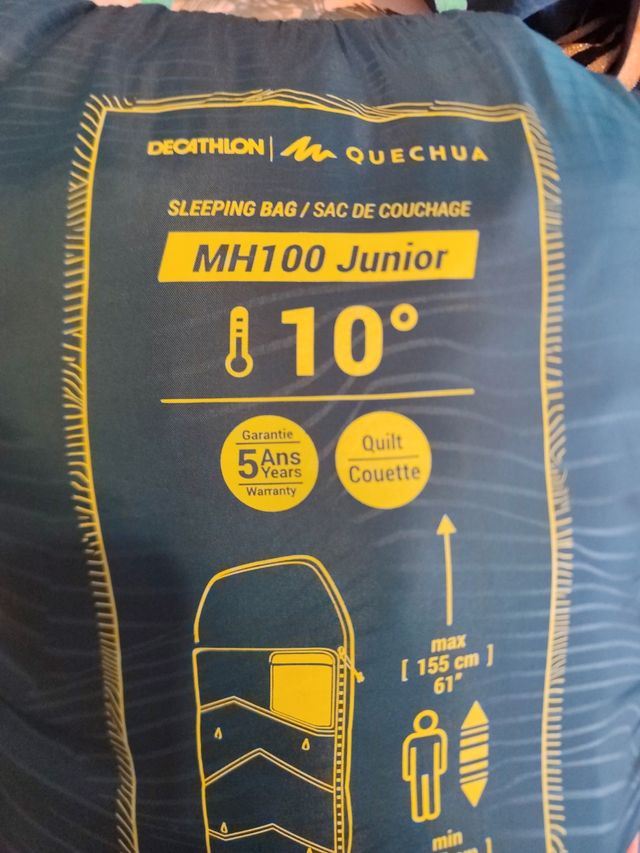 DECATHLON | QUECHUA
SLEEPING BAG / SAC DE COUCHAGE
MH100 Junior
10°
Garantie
5 Ans
Years
Warranty
Quilt
Couette
max
[ 155 cm ]
61"
min